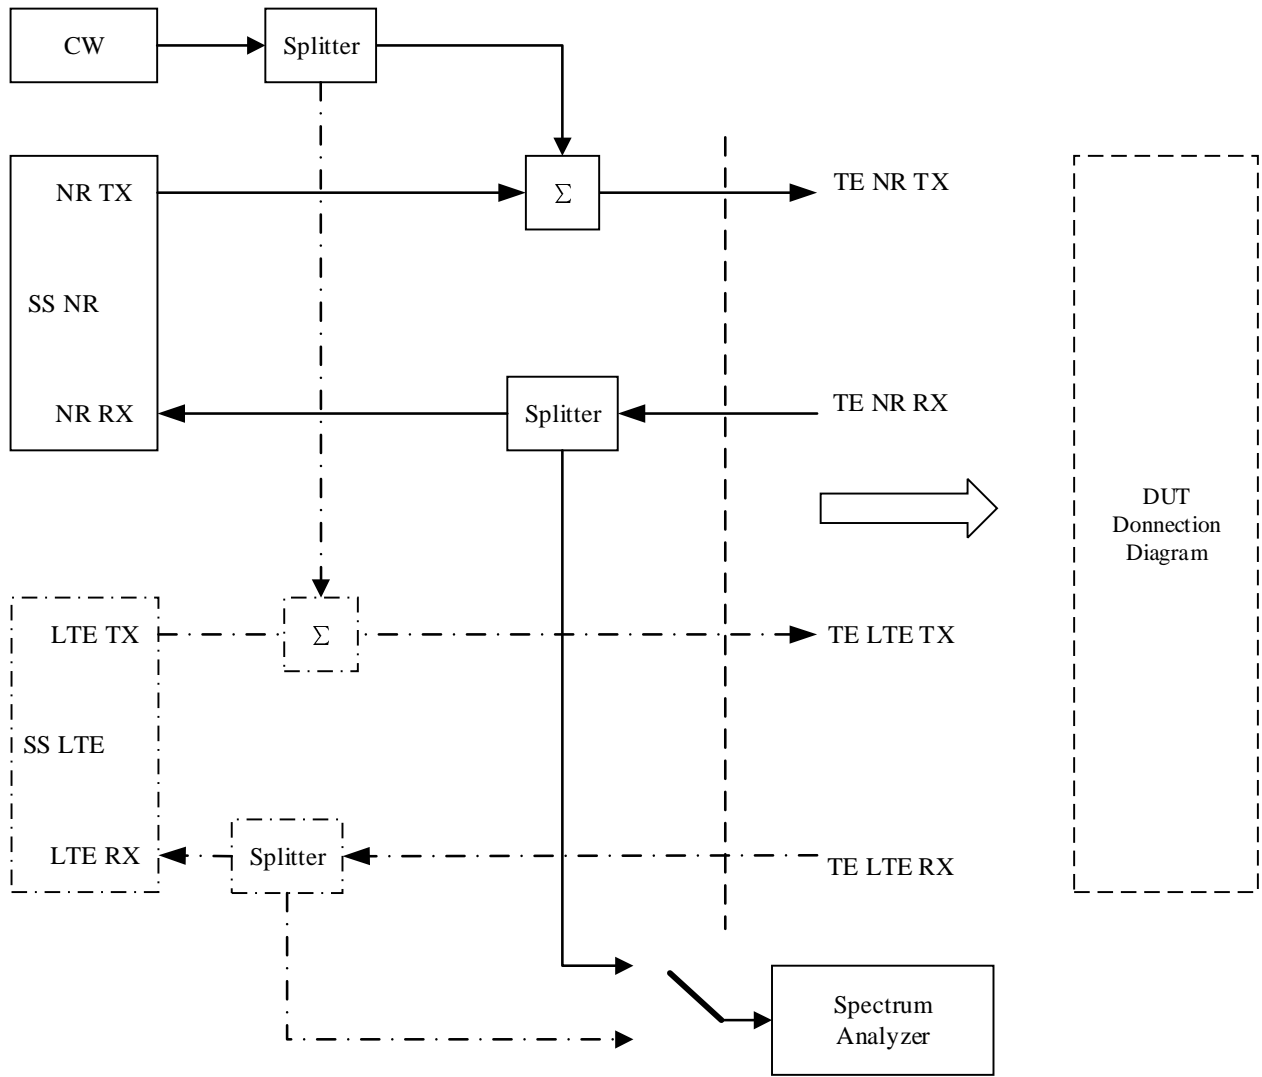 CW
Splitter
NR TX
Σ
TE NR TX
SS NR
NR RX
Splitter
TE NR RX
DUT
Donnection
Diagram
LTE TX
Σ
TE LTE TX
SS LTE
LTE RX
Splitter
TE LTE RX
Spectrum
Analyzer